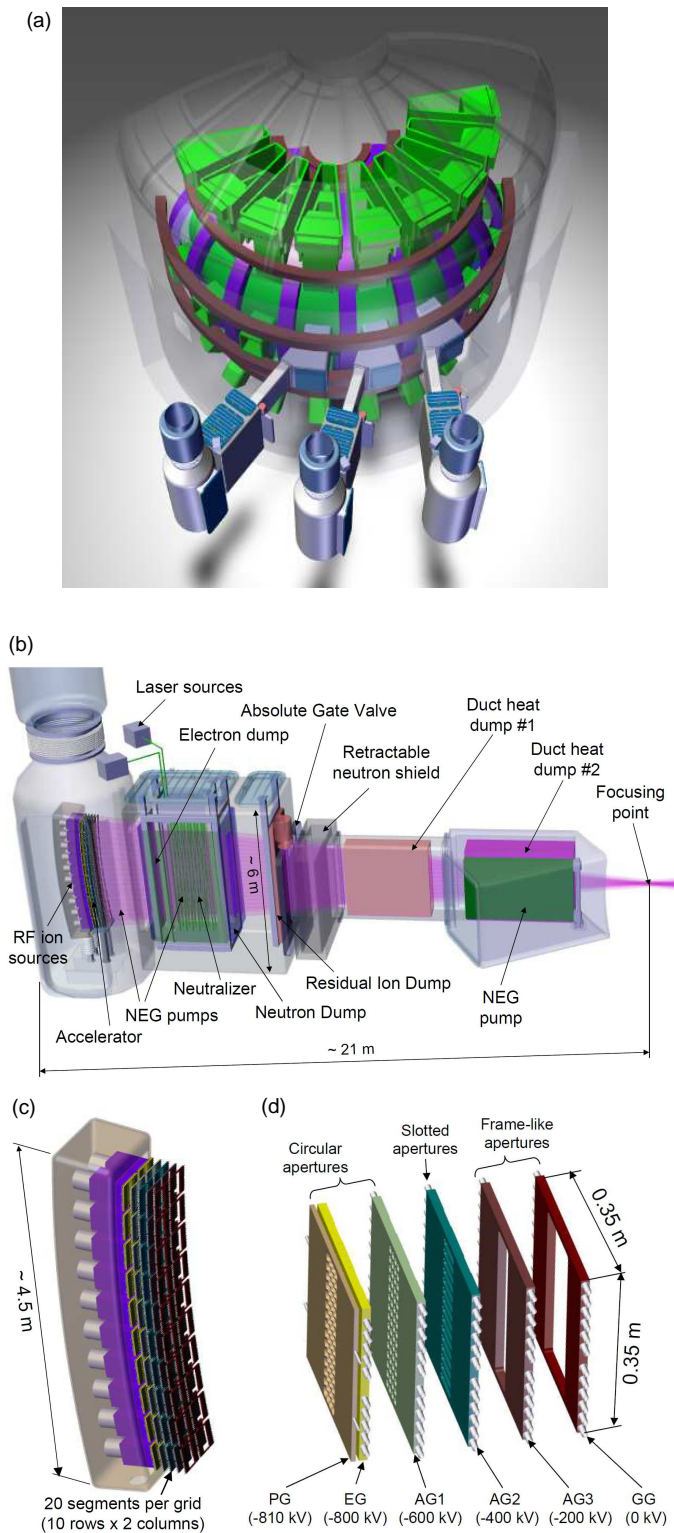 (a)
(b)
Laser sources
Electron dump
Absolute Gate Valve
Retractable
neutron shield
Duct heat
dump #1
Duct heat
dump #2
Focusing
point
~ 6 m
RF ion
sources
Accelerator
NEG pumps
Neutralizer
Neutron Dump
Residual Ion Dump
NEG
pump
~ 21 m
(c)
~ 4.5 m
20 segments per grid
(10 rows x 2 columns)
(d)
Circular
apertures
Slotted
apertures
Frame-like
apertures
0.35 m
0.35 m
PG
(-810 kV)
EG
(-800 kV)
AG1
(-600 kV)
AG2
(-400 kV)
AG3
(-200 kV)
GG
(0 kV)